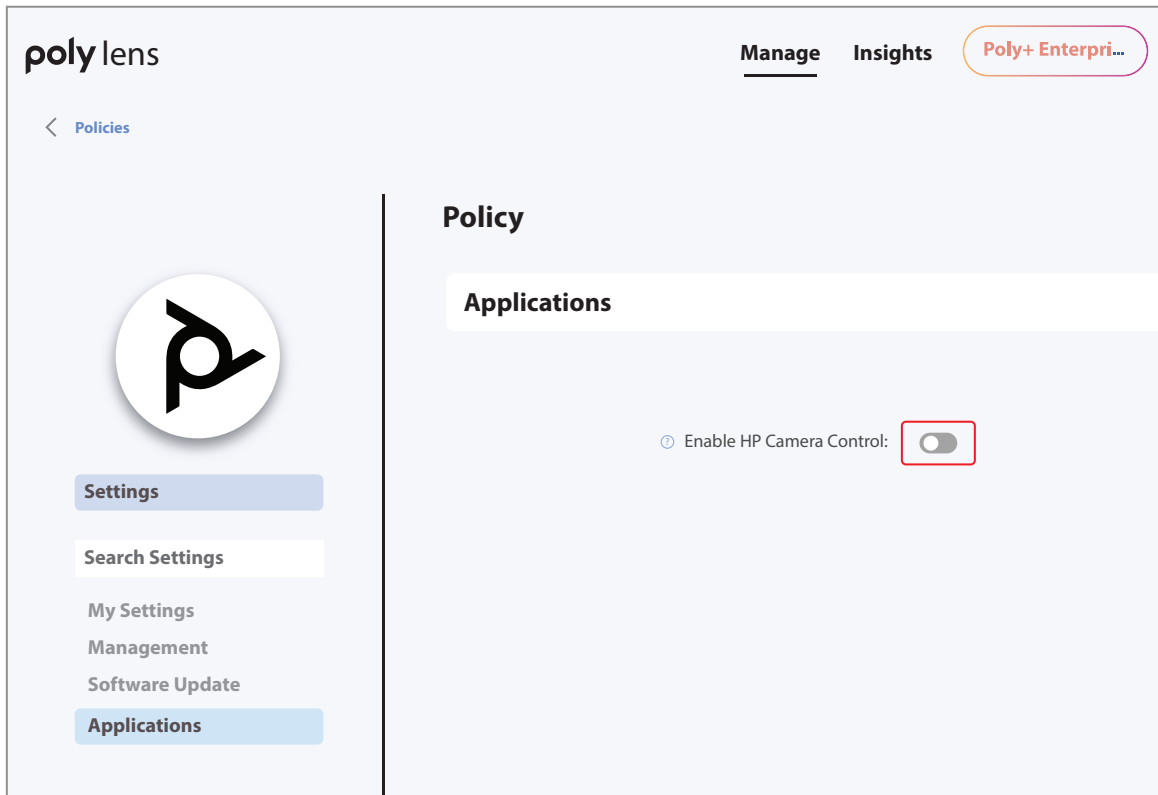 poly lens
Manage Insights Poly+ Enterpri...
Policies
Policy
Applications
? Enable HP Camera Control:
Settings
Search Settings
My Settings
Management
Software Update
Applications